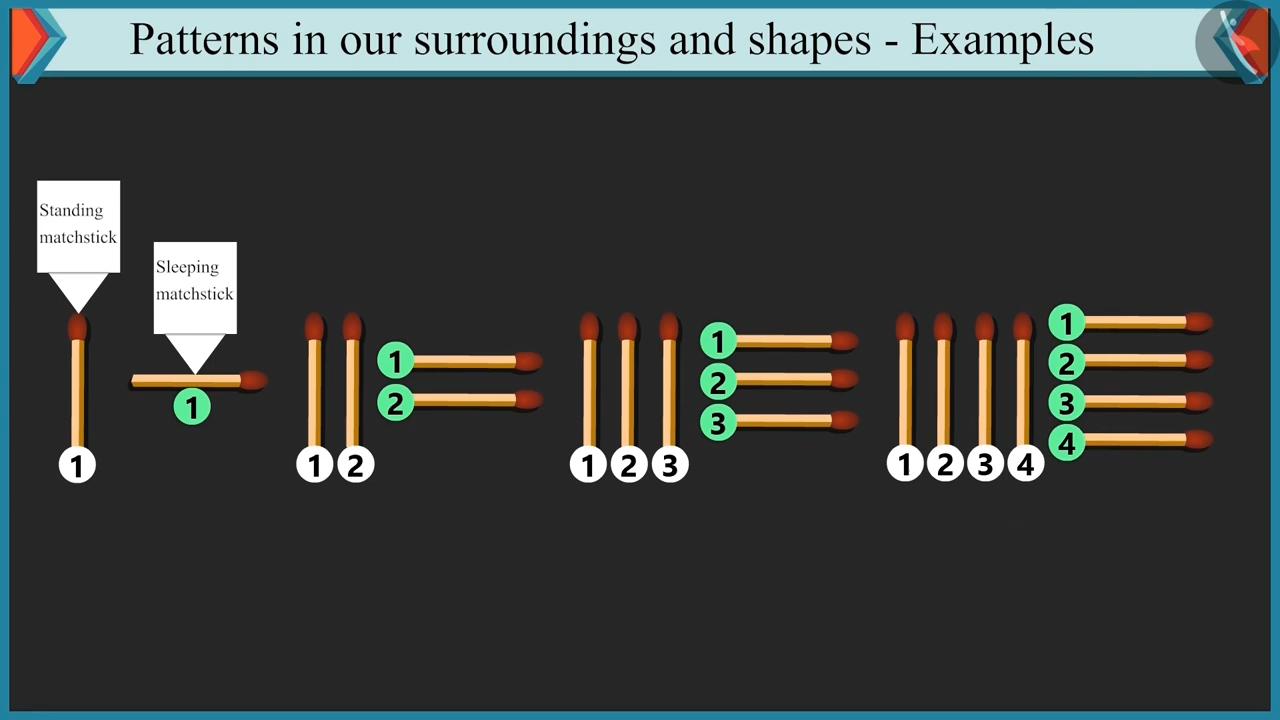 Patterns in our surroundings and shapes - Examples
Standing
matchstick
Sleeping
matchstick
1
1
1 2
1
2
1 2 3
1
2
3
1 2 3 4
1
2
3
4